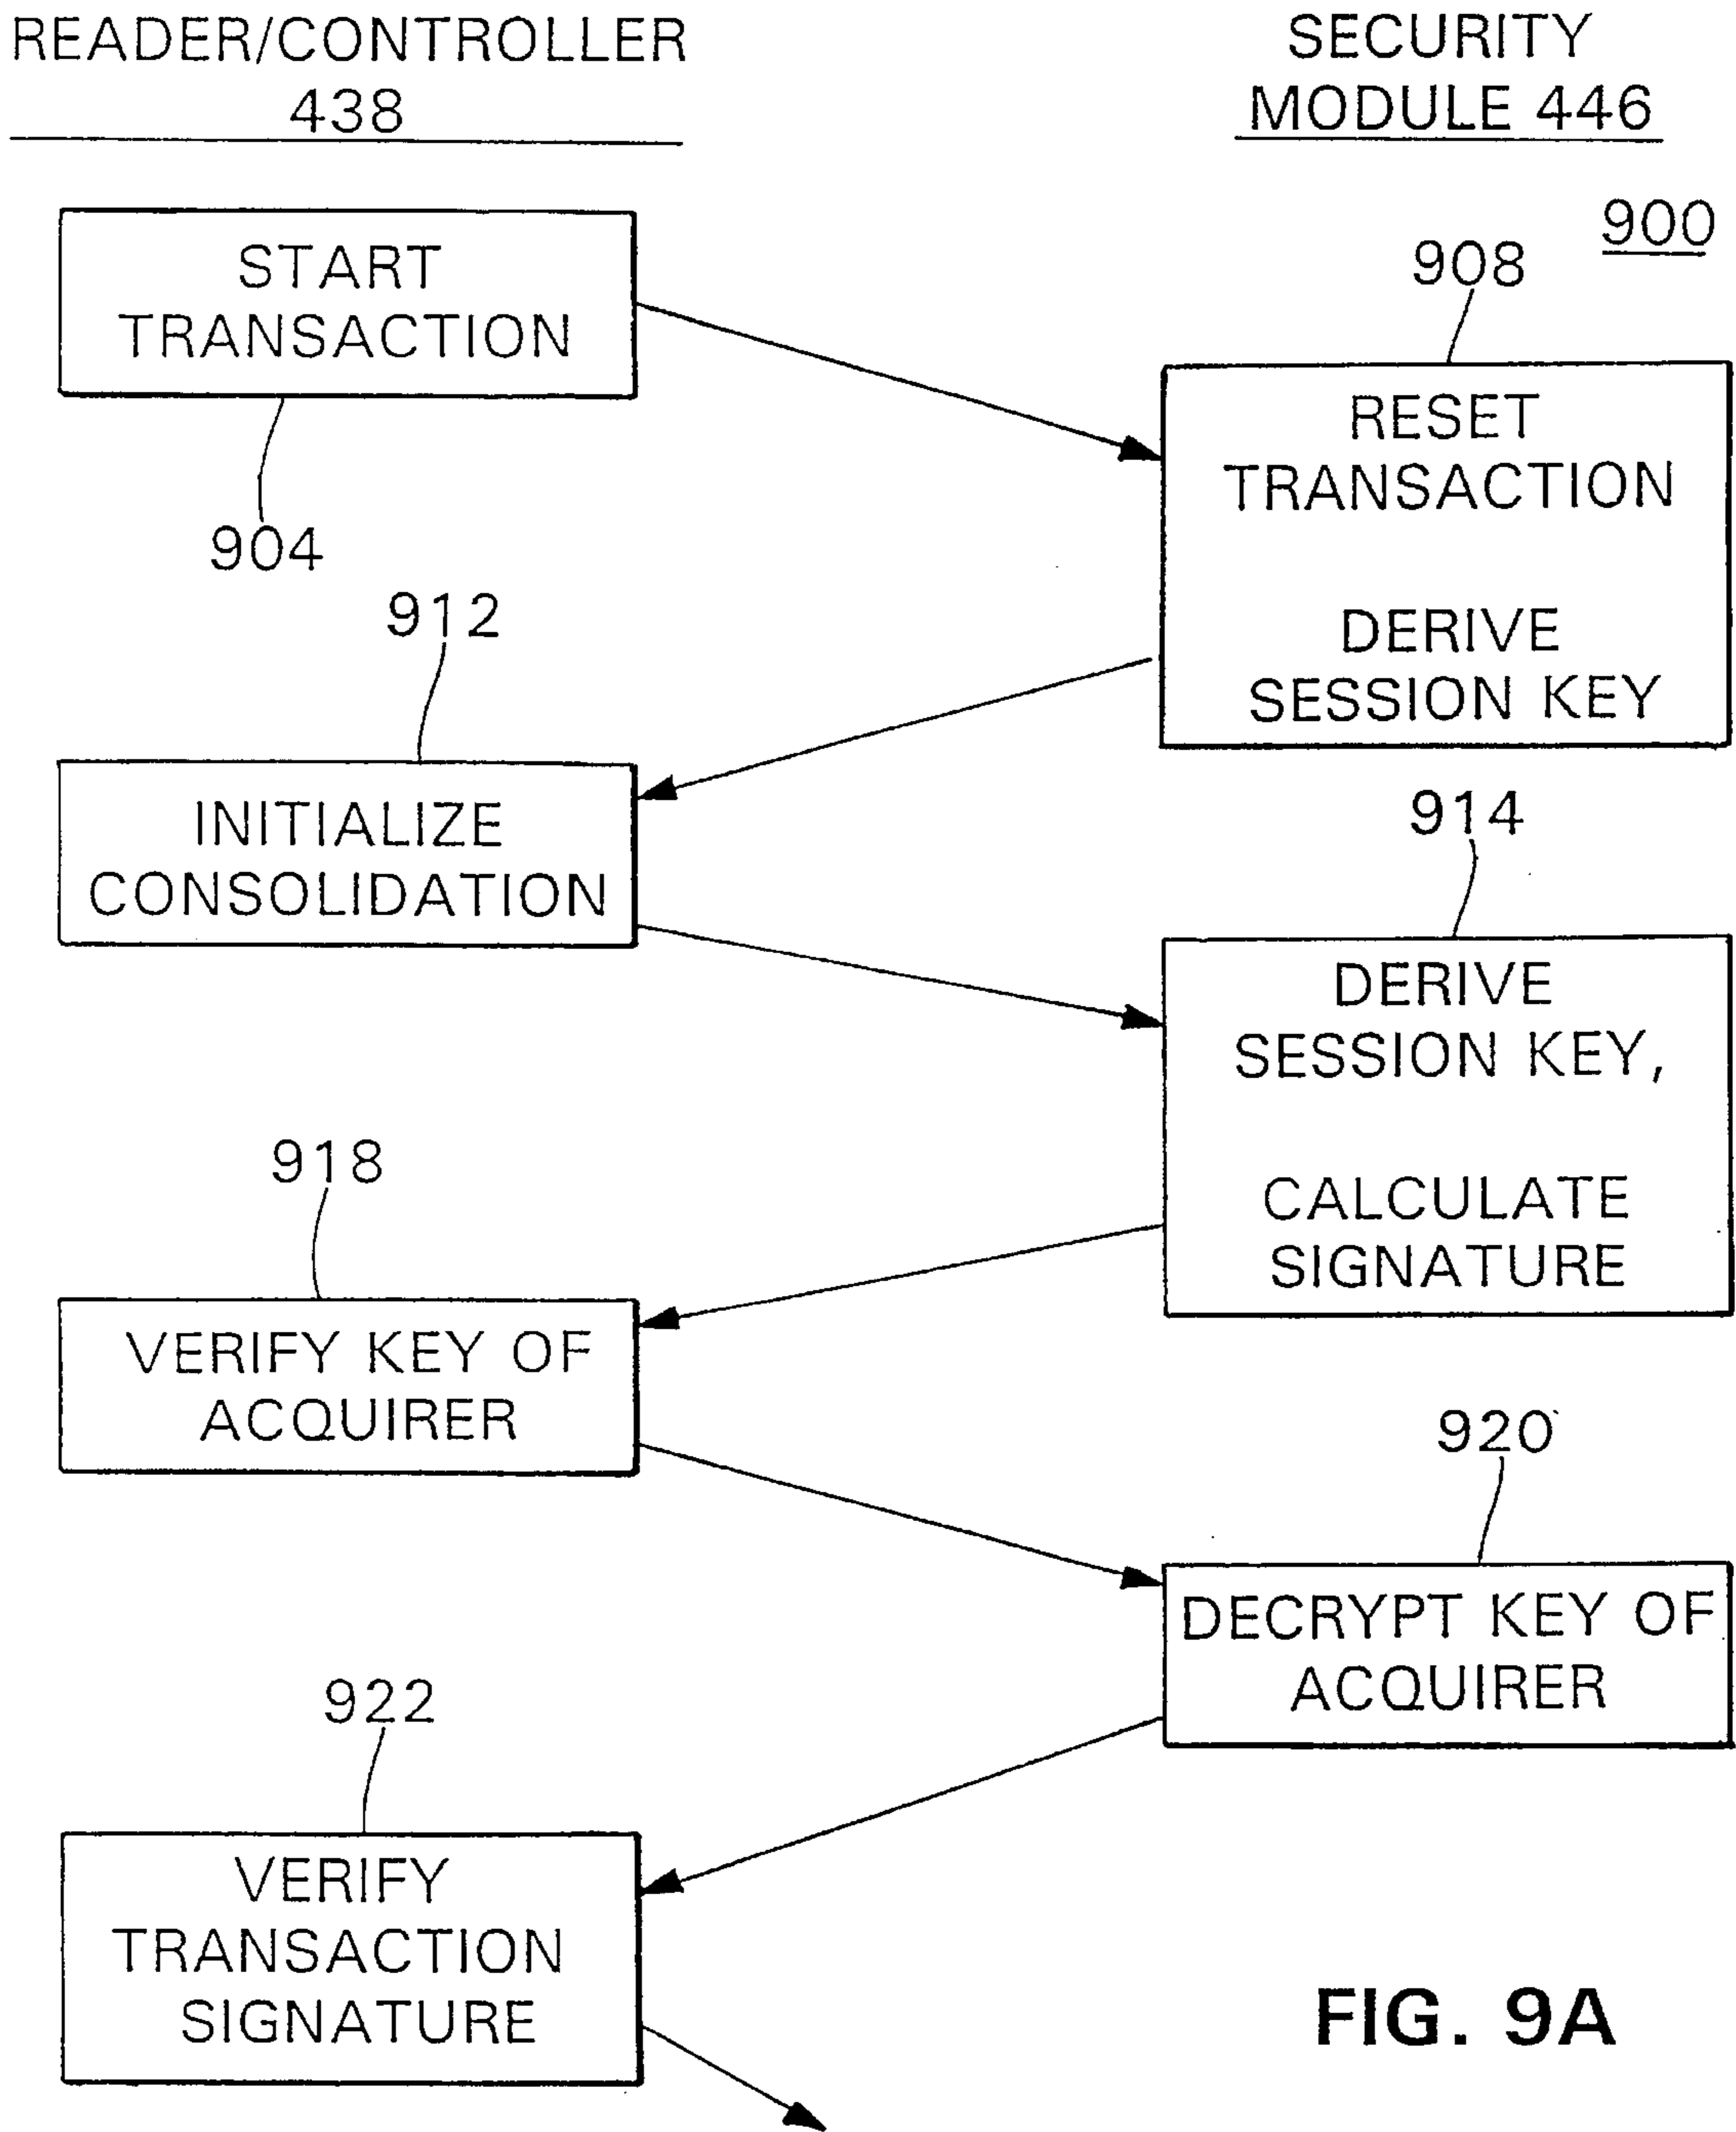 READER/CONTROLLER
438
SECURITY
MODULE 446
900
START
TRANSACTION
904
908
RESET
TRANSACTION
DERIVE
SESSION KEY
912
INITIALIZE
CONSOLIDATION
914
DERIVE
SESSION KEY,
CALCULATE
SIGNATURE
918
VERIFY KEY OF
ACQUIRER
920
DECRYPT KEY OF
ACQUIRER
922
VERIFY
TRANSACTION
SIGNATURE
FIG. 9A